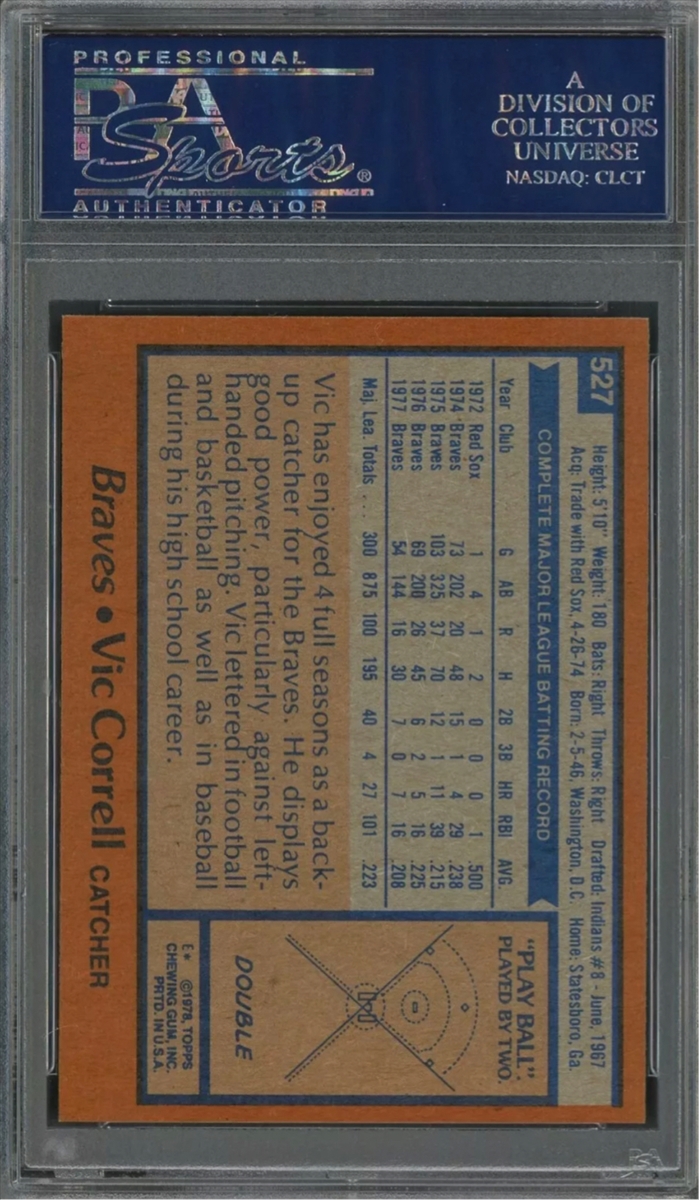 PROFESSIONAL
PSA
Sports®
AUTHENTICATOR
A
DIVISION OF
COLLECTORS
UNIVERSE
NASDAQ: CLCT
527
Height: 5'10" Weight: 180 Bats: Right Throws: Right Drafted: Indians #8 - June, 1967
Acq: Trade with Red Sox, 4-26-74 Born: 2-5-46, Washington, D.C. Home: Statesboro, Ga.
COMPLETE MAJOR LEAGUE BATTING RECORD
Year Club G AB R H 2B 3B HR RBI AVG.
1972 Red Sox 1 4 1 2 0 0 0 1 .500
1974 Braves 73 202 20 48 15 1 4 29 .238
1975 Braves 103 325 37 70 12 1 11 39 .215
1976 Braves 69 200 26 45 6 2 5 16 .225
1977 Braves 54 144 16 30 7 0 7 16 .208
Maj. Lea. Totals ... 300 875 100 195 40 4 27 101 .223
Vic has enjoyed 4 full seasons as a back-
up catcher for the Braves. He displays
good power, particularly against left-
handed pitching. Vic lettered in football
and basketball as well as in baseball
during his high school career.
"PLAY BALL"
PLAYED BY TWO.
DOUBLE
E* ©1978, TOPPS
CHEWING GUM, INC.
PRTD. IN U.S.A.
Braves • Vic Correll CATCHER